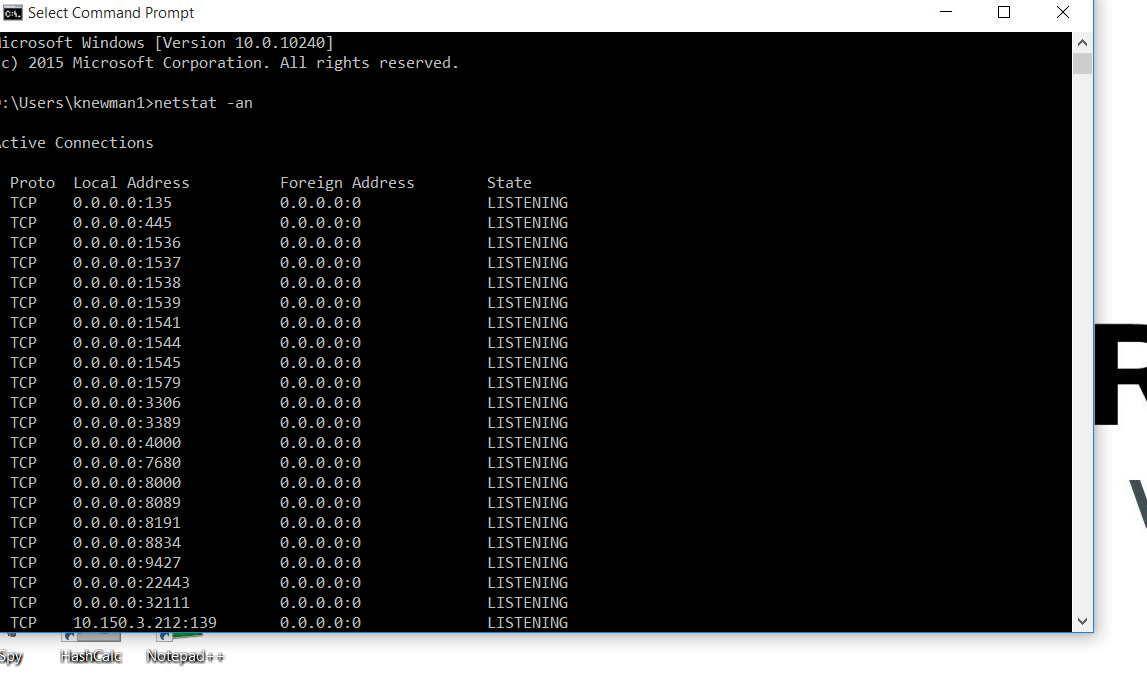 Select Command Prompt
icrosoft Windows [Version 10.0.10240]
c) 2015 Microsoft Corporation. All rights reserved.
:\Users\knewman1>netstat -an
ctive Connections
Proto Local Address Foreign Address State
TCP 0.0.0.0:135 0.0.0.0:0 LISTENING
TCP 0.0.0.0:445 0.0.0.0:0 LISTENING
TCP 0.0.0.0:1536 0.0.0.0:0 LISTENING
TCP 0.0.0.0:1537 0.0.0.0:0 LISTENING
TCP 0.0.0.0:1538 0.0.0.0:0 LISTENING
TCP 0.0.0.0:1539 0.0.0.0:0 LISTENING
TCP 0.0.0.0:1541 0.0.0.0:0 LISTENING
TCP 0.0.0.0:1544 0.0.0.0:0 LISTENING
TCP 0.0.0.0:1545 0.0.0.0:0 LISTENING
TCP 0.0.0.0:1579 0.0.0.0:0 LISTENING
TCP 0.0.0.0:3306 0.0.0.0:0 LISTENING
TCP 0.0.0.0:3389 0.0.0.0:0 LISTENING
TCP 0.0.0.0:4000 0.0.0.0:0 LISTENING
TCP 0.0.0.0:7680 0.0.0.0:0 LISTENING
TCP 0.0.0.0:8000 0.0.0.0:0 LISTENING
TCP 0.0.0.0:8089 0.0.0.0:0 LISTENING
TCP 0.0.0.0:8191 0.0.0.0:0 LISTENING
TCP 0.0.0.0:8834 0.0.0.0:0 LISTENING
TCP 0.0.0.0:9427 0.0.0.0:0 LISTENING
TCP 0.0.0.0:22443 0.0.0.0:0 LISTENING
TCP 0.0.0.0:32111 0.0.0.0:0 LISTENING
TCP 10.150.3.212:139 0.0.0.0:0 LISTENING
R
Spy HashCalc Notepad++